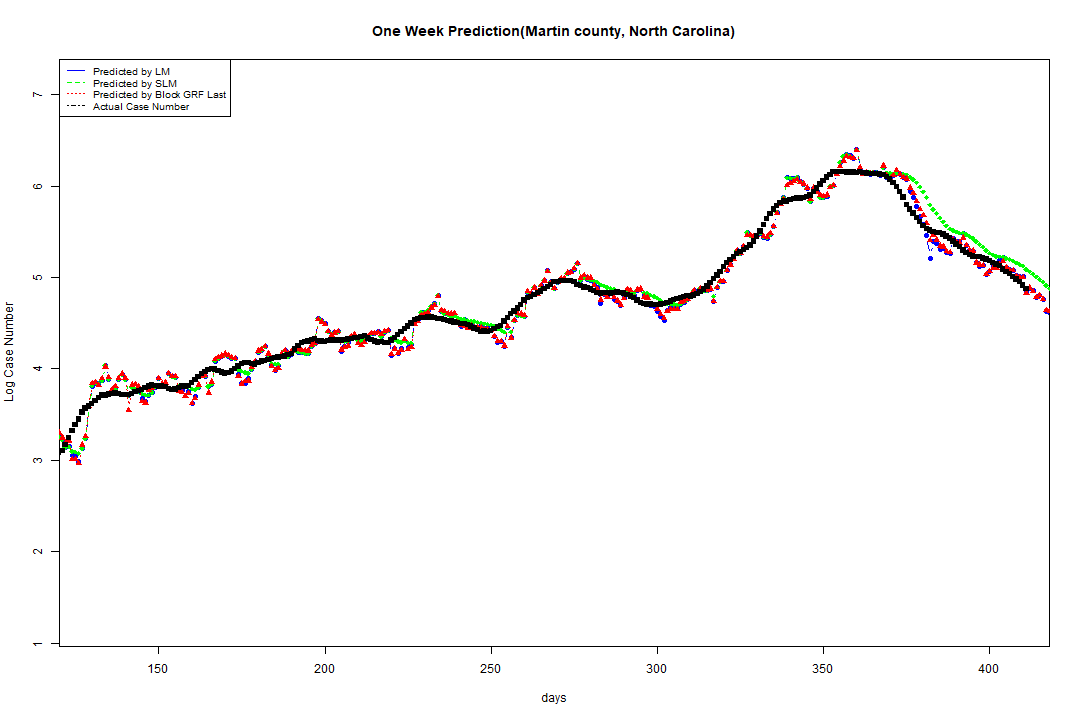 One Week Prediction(Martin county, North Carolina)
Predicted by LM
Predicted by SLM
Predicted by Block GRF Last
Actual Case Number
7
6
5
4
3
2
1
Log Case Number
150 200 250 300 350 400
days